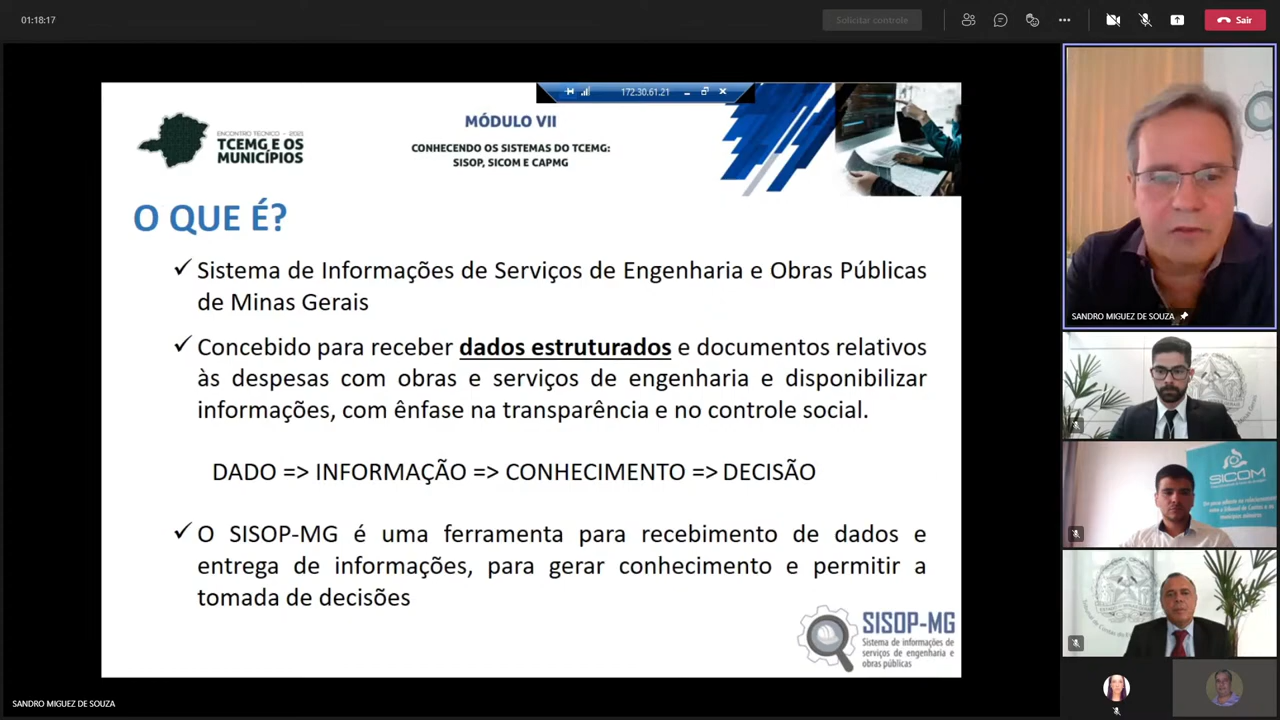 01:18:17
Solicitar controle
Sair
172.30.61.21
ENCONTRO TÉCNICO - 2021
TCEMG E OS
MUNICÍPIOS
MÓDULO VII
CONHECENDO OS SISTEMAS DO TCEMG:
SISOP, SICOM E CAPMG
O QUE É?
✓ Sistema de Informações de Serviços de Engenharia e Obras Públicas
de Minas Gerais
✓ Concebido para receber dados estruturados e documentos relativos
às despesas com obras e serviços de engenharia e disponibilizar
informações, com ênfase na transparência e no controle social.
DADO => INFORMAÇÃO => CONHECIMENTO => DECISÃO
✓ O SISOP-MG é uma ferramenta para recebimento de dados e
entrega de informações, para gerar conhecimento e permitir a
tomada de decisões
SISOP-MG
Sistema de informações de
serviços de engenharia e
obras públicas
SANDRO MIGUEZ DE SOUZA
SANDRO MIGUEZ DE SOUZA
SICOM